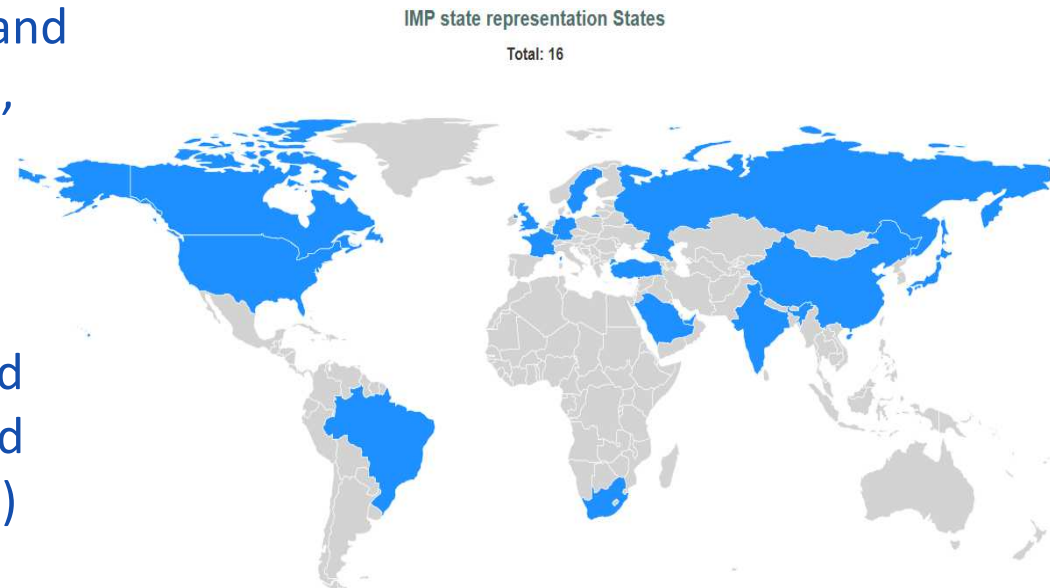 and
,
d
d
)
IMP state representation States
Total: 16